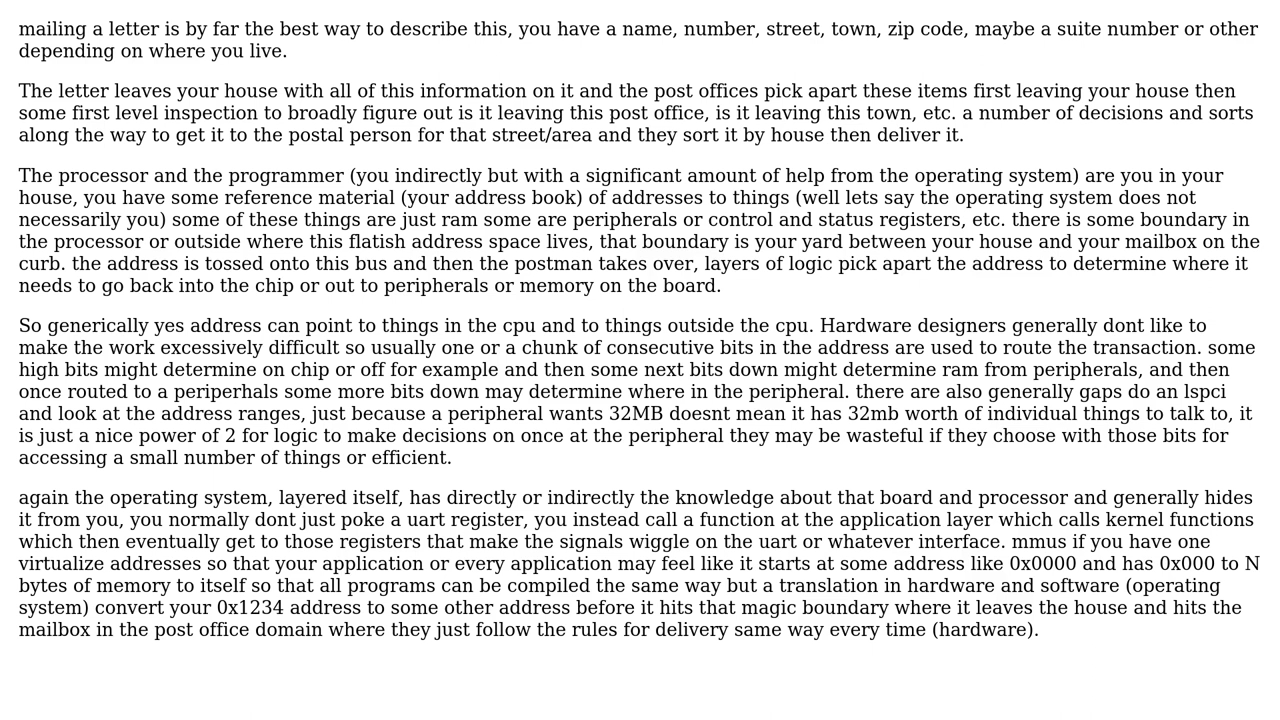 mailing a letter is by far the best way to describe this, you have a name, number, street, town, zip code, maybe a suite number or other
depending on where you live.
The letter leaves your house with all of this information on it and the post offices pick apart these items first leaving your house then
some first level inspection to broadly figure out is it leaving this post office, is it leaving this town, etc. a number of decisions and sorts
along the way to get it to the postal person for that street/area and they sort it by house then deliver it.
The processor and the programmer (you indirectly but with a significant amount of help from the operating system) are you in your
house, you have some reference material (your address book) of addresses to things (well lets say the operating system does not
necessarily you) some of these things are just ram some are peripherals or control and status registers, etc. there is some boundary in
the processor or outside where this flatish address space lives, that boundary is your yard between your house and your mailbox on the
curb. the address is tossed onto this bus and then the postman takes over, layers of logic pick apart the address to determine where it
needs to go back into the chip or out to peripherals or memory on the board.
So generically yes address can point to things in the cpu and to things outside the cpu. Hardware designers generally dont like to
make the work excessively difficult so usually one or a chunk of consecutive bits in the address are used to route the transaction. some
high bits might determine on chip or off for example and then some next bits down might determine ram from peripherals, and then
once routed to a periperhals some more bits down may determine where in the peripheral. there are also generally gaps do an lspci
and look at the address ranges, just because a peripheral wants 32MB doesnt mean it has 32mb worth of individual things to talk to, it
is just a nice power of 2 for logic to make decisions on once at the peripheral they may be wasteful if they choose with those bits for
accessing a small number of things or efficient.
again the operating system, layered itself, has directly or indirectly the knowledge about that board and processor and generally hides
it from you, you normally dont just poke a uart register, you instead call a function at the application layer which calls kernel functions
which then eventually get to those registers that make the signals wiggle on the uart or whatever interface. mmus if you have one
virtualize addresses so that your application or every application may feel like it starts at some address like 0x0000 and has 0x000 to N
bytes of memory to itself so that all programs can be compiled the same way but a translation in hardware and software (operating
system) convert your 0x1234 address to some other address before it hits that magic boundary where it leaves the house and hits the
mailbox in the post office domain where they just follow the rules for delivery same way every time (hardware).